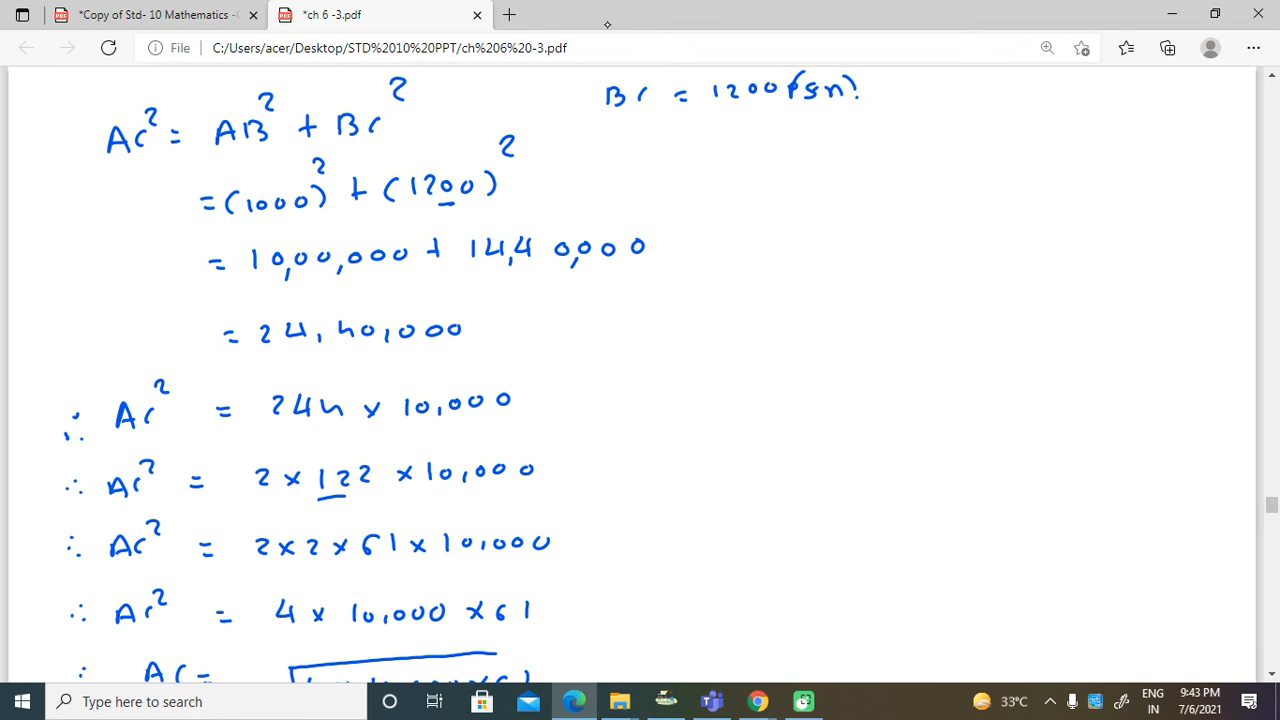 *Copy of Std- 10 Mathematics -
*ch 6 -3.pdf
File
C:/Users/acer/Desktop/STD%2010%20PPT/ch%206%20-3.pdf
BC = 1200
AC² = AB² + BC²
= (1000)² + (1200)²
= 10,00,000 + 14,40,000
= 24,40,000
∴ AC² = 244 × 10,000
∴ AC² = 2 × 122 × 10,000
∴ AC² = 2×2×61×10,000
∴ AC² = 4 × 10,000 × 61
∴ AC =
Type here to search
33°C
ENG
IN
9:43 PM
7/6/2021